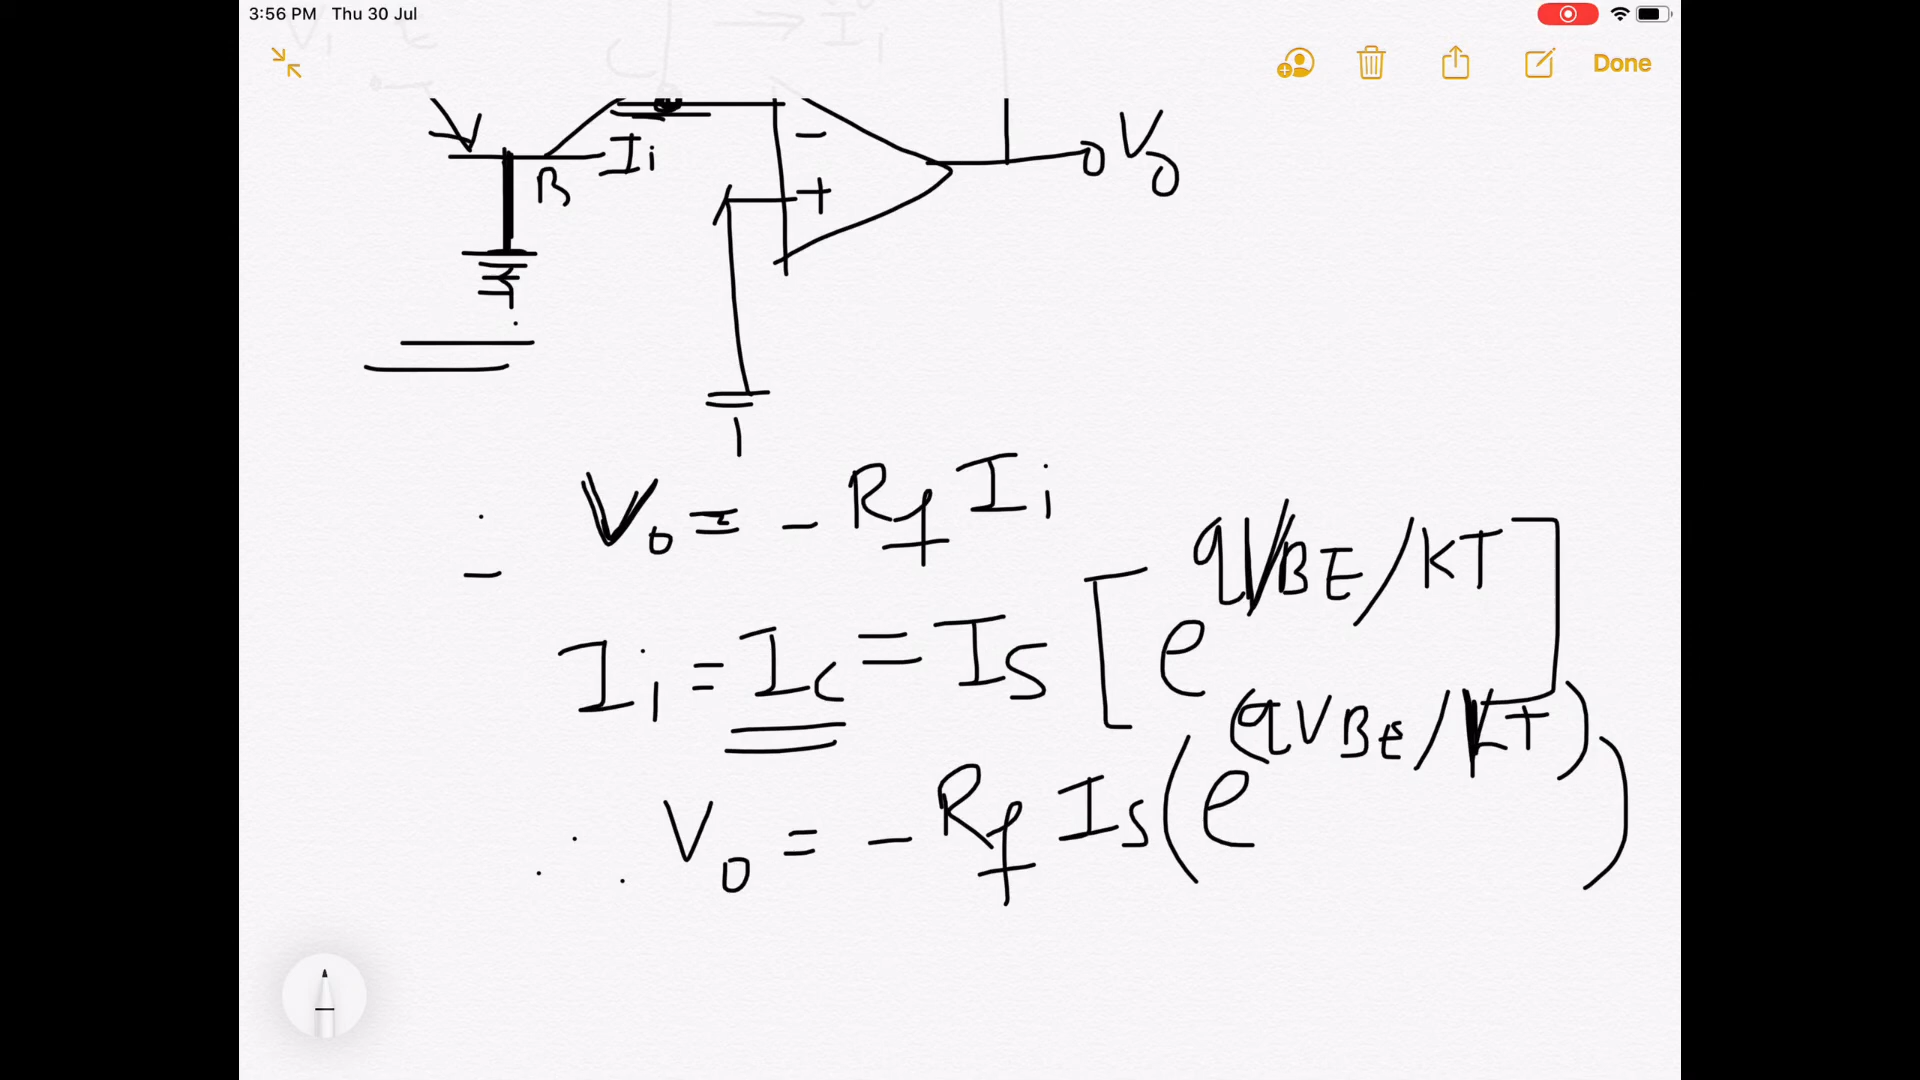 3:56 PM Thu 30 Jul
Done
Ii
B
-
+
Vo
Vo = - Rf Ii
Ii = Ic = Is [e^qVBE/KT]
∴ Vo = - Rf Is (e^(qVBE/KT))